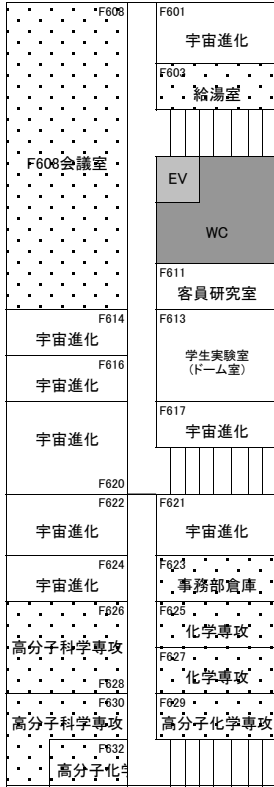 F608
F608会議室
F601
宇宙進化
F603
給湯室
EV
WC
F611
客員研究室
F614
宇宙進化
F613
学生実験室
(ドーム室)
F616
宇宙進化
F617
宇宙進化
宇宙進化
F620
F622
宇宙進化
F621
宇宙進化
F624
宇宙進化
F623
事務部倉庫
F626
高分子科学専攻
F628
F625
化学専攻
F627
化学専攻
F630
高分子科学専攻
F629
高分子化学専攻
F632
高分子化学